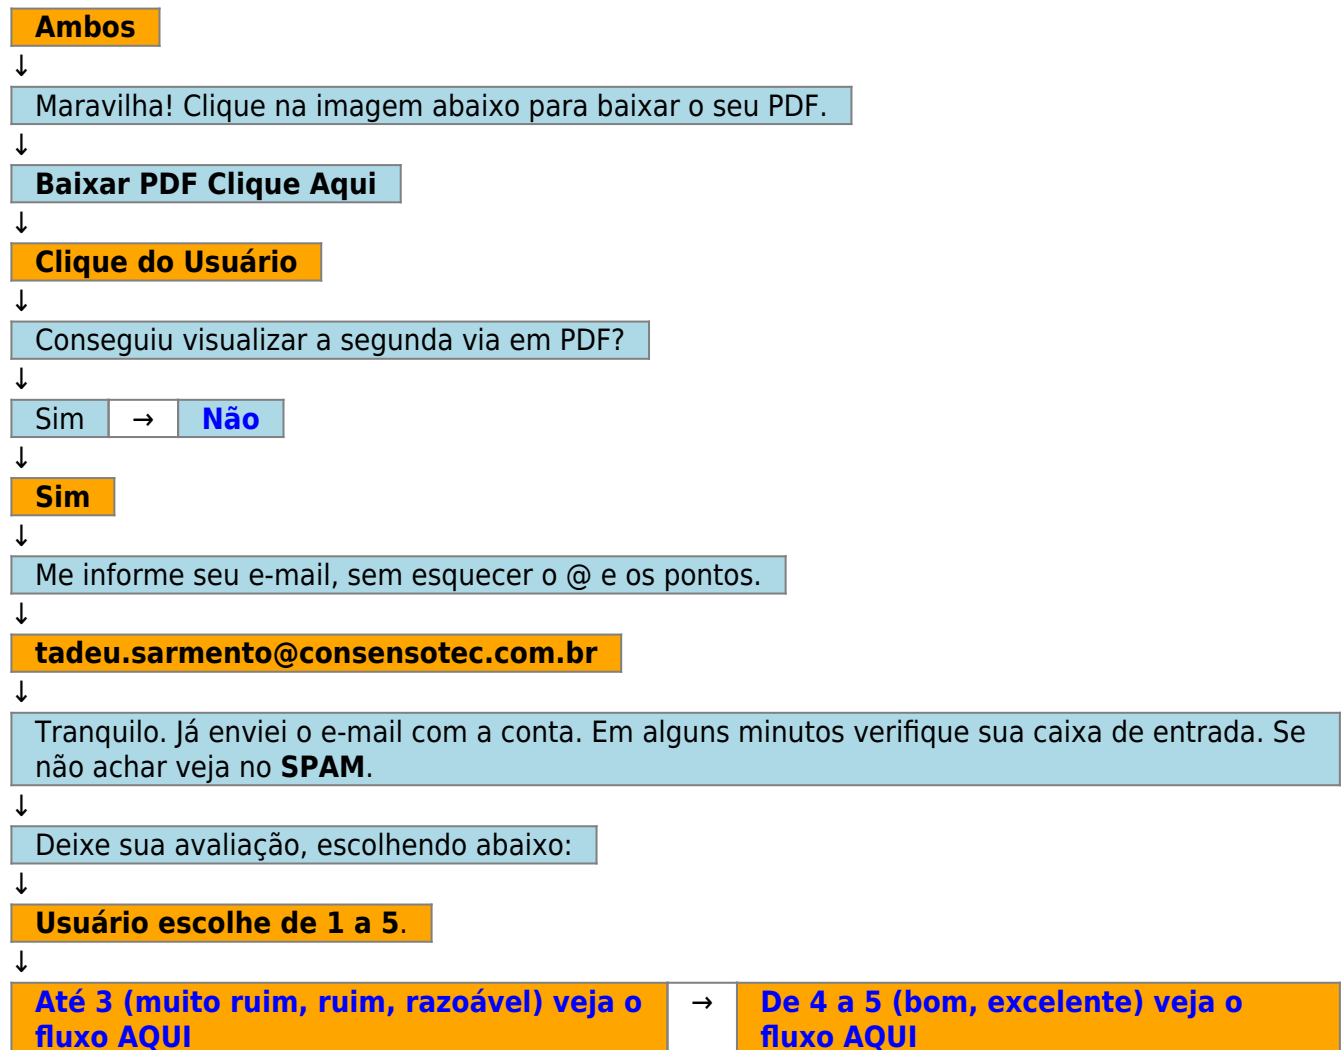 Ambos
↓
Maravilha! Clique na imagem abaixo para baixar o seu PDF.
↓
Baixar PDF Clique Aqui
↓
Clique do Usuário
↓
Conseguiu visualizar a segunda via em PDF?
↓
Sim → Não
↓
Sim
↓
Me informe seu e-mail, sem esquecer o @ e os pontos.
↓
tadeu.sarmento@consensotec.com.br
↓
Tranquilo. Já enviei o e-mail com a conta. Em alguns minutos verifique sua caixa de entrada. Se
não achar veja no SPAM.
↓
Deixe sua avaliação, escolhendo abaixo:
↓
Usuário escolhe de 1 a 5.
↓
Até 3 (muito ruim, ruim, razoável) veja o
fluxo AQUI
→
De 4 a 5 (bom, excelente) veja o
fluxo AQUI